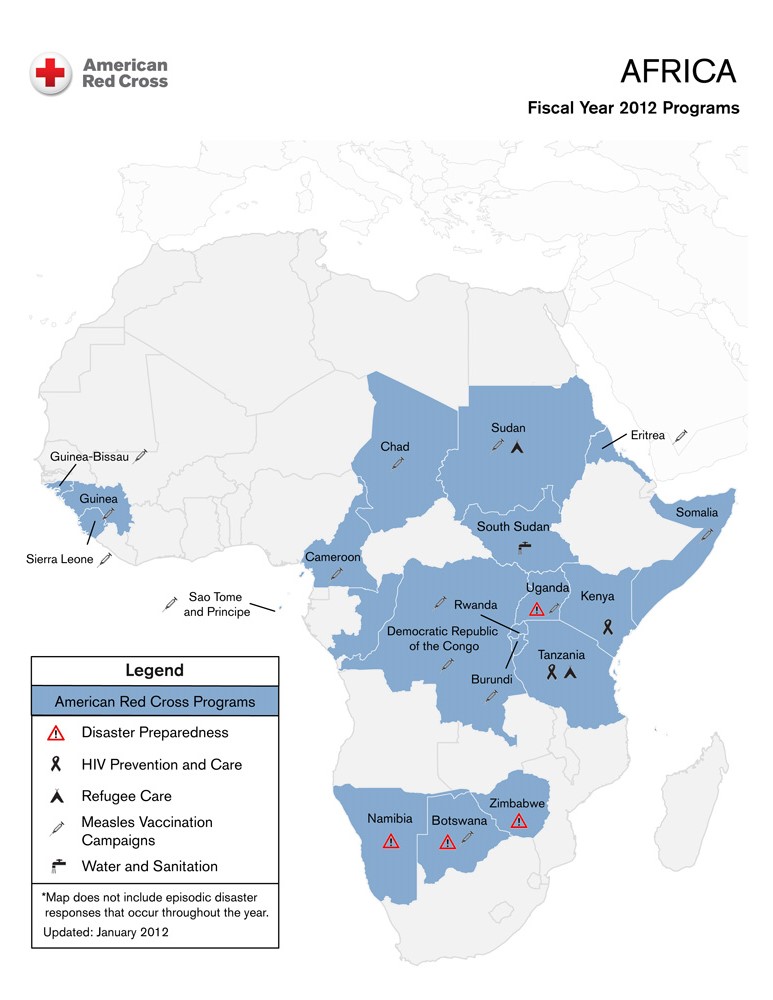 American
Red Cross
AFRICA
Fiscal Year 2012 Programs
Sudan
Eritrea
Chad
Guinea-Bissau
Guinea
Somalia
South Sudan
Sierra Leone
Cameroon
Uganda
Kenya
Sao Tome
and Principe
Rwanda
Democratic Republic
of the Congo
Tanzania
Burundi
Legend
American Red Cross Programs
Disaster Preparedness
HIV Prevention and Care
Refugee Care
Measles Vaccination
Campaigns
Water and Sanitation
*Map does not include episodic disaster
responses that occur throughout the year.
Updated: January 2012
Zimbabwe
Namibia
Botswana